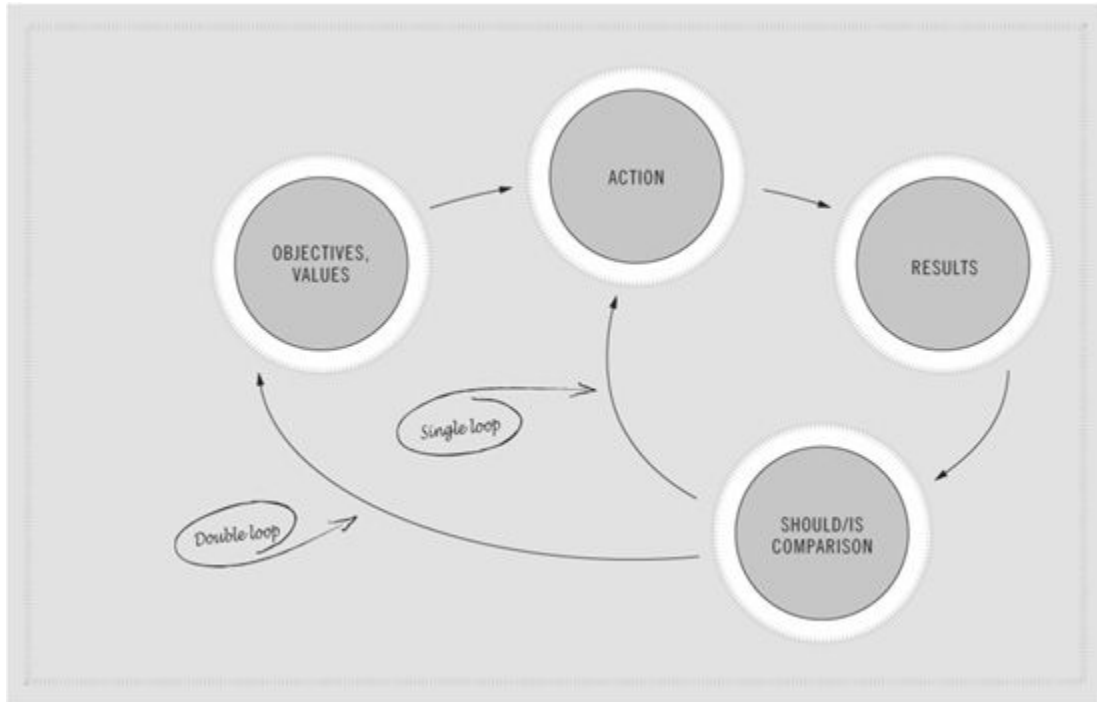 ACTION
OBJECTIVES,
VALUES
RESULTS
Single loop
Double loop
SHOULD/IS
COMPARISON